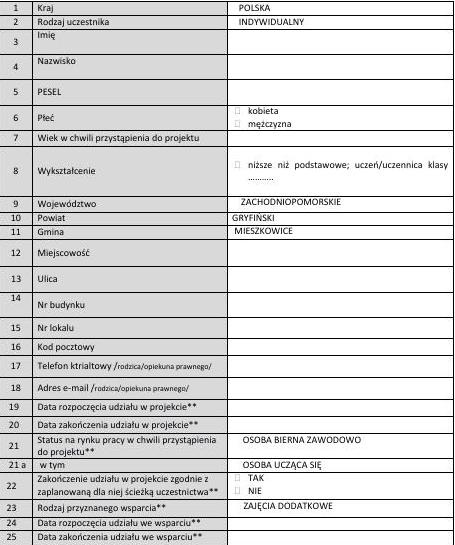 1 Kraj POLSKA
2 Rodzaj uczestnika INDYWIDUALNY
3 Imię
4 Nazwisko
5 PESEL
6 Płeć
kobieta
mężczyzna
7 Wiek w chwili przystąpienia do projektu
8 Wykształcenie
niższe niż podstawowe; uczeń/uczennica klasy
...........
9 Województwo ZACHODNIOPOMORSKIE
10 Powiat GRYFIŃSKI
11 Gmina MIESZKOWICE
12 Miejscowość
13 Ulica
14 Nr budynku
15 Nr lokalu
16 Kod pocztowy
17 Telefon ktrialtowy /rodzica/opiekuna prawnego/
18 Adres e-mail /rodzica/opiekuna prawnego/
19 Data rozpoczęcia udziału w projekcie**
20 Data zakończenia udziału w projekcie**
21 Status na rynku pracy w chwili przystąpienia
do projektu**
OSOBA BIERNA ZAWODOWO
21 a w tym OSOBA UCZĄCA SIĘ
22 Zakończenie udziału w projekcie zgodnie z
zaplanowaną dla niej ścieżką uczestnictwa**
TAK
NIE
23 Rodzaj przyznanego wsparcia** ZAJĘCIA DODATKOWE
24 Data rozpoczęcia udziału we wsparciu**
25 Data zakończenia udziału we wsparciu**